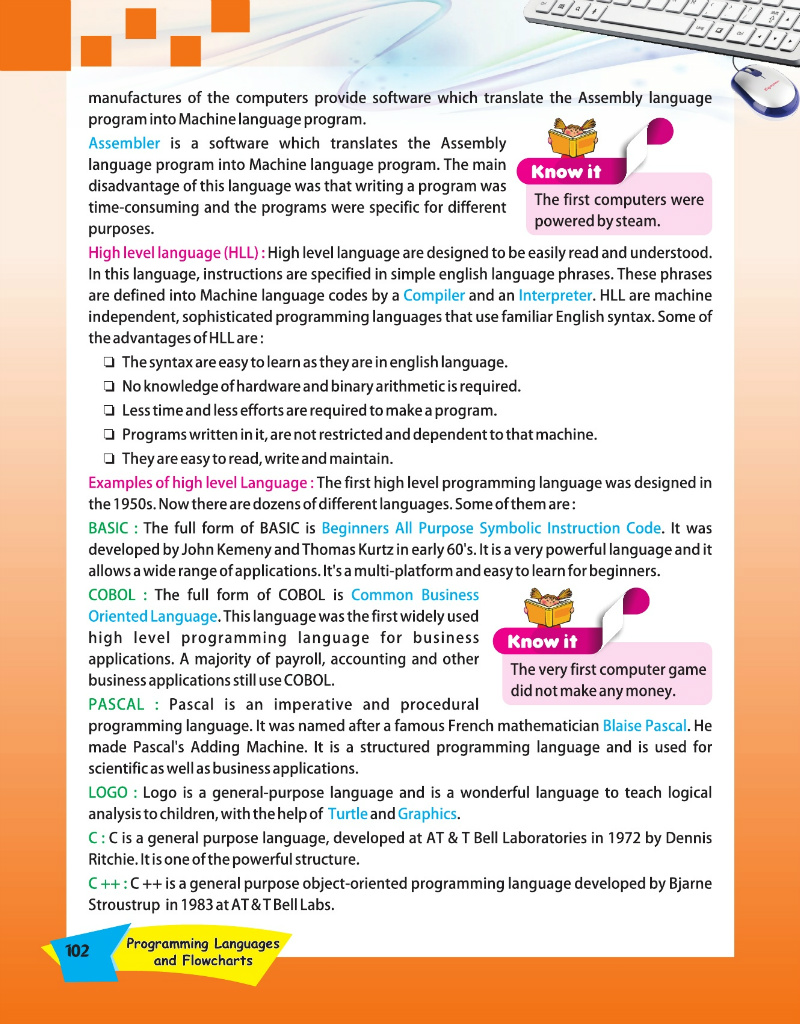 manufactures of the computers provide software which translate the Assembly language
program into Machine language program.
Assembler is a software which translates the Assembly
language program into Machine language program. The main
disadvantage of this language was that writing a program was
time-consuming and the programs were specific for different
purposes.
Know it
The first computers were
powered by steam.
High level language (HLL) : High level language are designed to be easily read and understood.
In this language, instructions are specified in simple english language phrases. These phrases
are defined into Machine language codes by a Compiler and an Interpreter. HLL are machine
independent, sophisticated programming languages that use familiar English syntax. Some of
the advantages of HLL are :
❏ The syntax are easy to learn as they are in english language.
❏ No knowledge of hardware and binary arithmetic is required.
❏ Less time and less efforts are required to make a program.
❏ Programs written in it, are not restricted and dependent to that machine.
❏ They are easy to read, write and maintain.
Examples of high level Language : The first high level programming language was designed in
the 1950s. Now there are dozens of different languages. Some of them are :
BASIC : The full form of BASIC is Beginners All Purpose Symbolic Instruction Code. It was
developed by John Kemeny and Thomas Kurtz in early 60's. It is a very powerful language and it
allows a wide range of applications. It's a multi-platform and easy to learn for beginners.
COBOL : The full form of COBOL is Common Business
Oriented Language. This language was the first widely used
high level programming language for business
applications. A majority of payroll, accounting and other
business applications still use COBOL.
Know it
The very first computer game
did not make any money.
PASCAL : Pascal is an imperative and procedural
programming language. It was named after a famous French mathematician Blaise Pascal. He
made Pascal's Adding Machine. It is a structured programming language and is used for
scientific as well as business applications.
LOGO : Logo is a general-purpose language and is a wonderful language to teach logical
analysis to children, with the help of Turtle and Graphics.
C : C is a general purpose language, developed at AT & T Bell Laboratories in 1972 by Dennis
Ritchie. It is one of the powerful structure.
C ++ : C ++ is a general purpose object-oriented programming language developed by Bjarne
Stroustrup in 1983 at AT & T Bell Labs.
102
Programming Languages
and Flowcharts